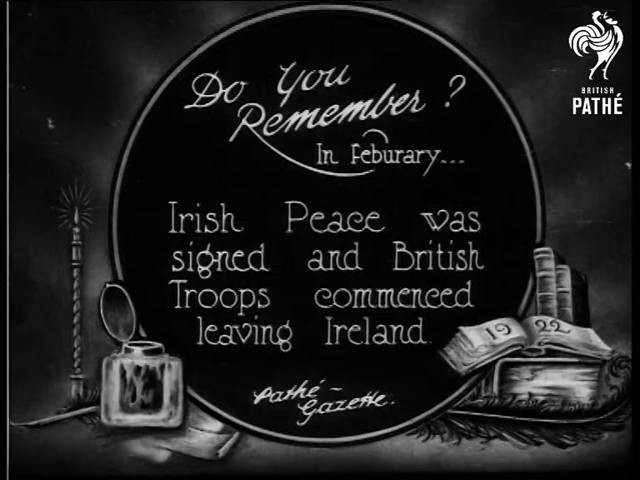 Do You
Remember?
In Feburary...
Irish Peace was
signed and British
Troops commenced
leaving Ireland.
Pathé-
Gazette.
1922
BRITISH
PATHÉ